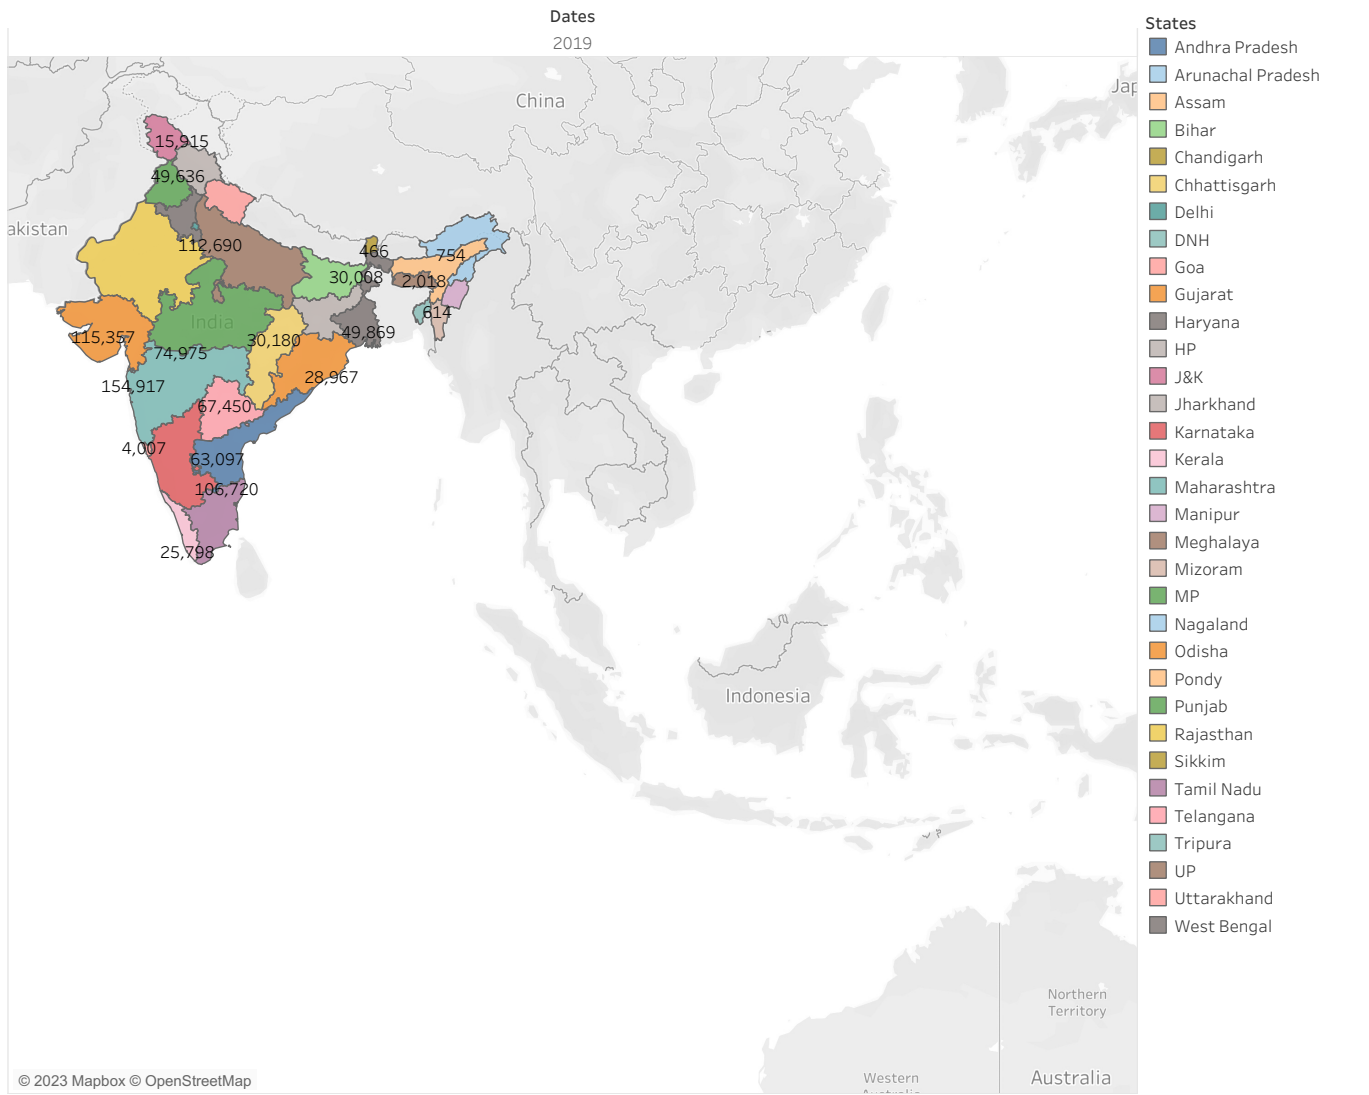 Dates
2019
States
Andhra Pradesh
Arunachal Pradesh
Assam
Bihar
Chandigarh
Chhattisgarh
Delhi
DNH
Goa
Gujarat
Haryana
HP
J&K
Jharkhand
Karnataka
Kerala
Maharashtra
Manipur
Meghalaya
Mizoram
MP
Nagaland
Odisha
Pondy
Punjab
Rajasthan
Sikkim
Tamil Nadu
Telangana
Tripura
UP
Uttarakhand
West Bengal
China
Jap
15,915
49,636
akistan
112,690
466
754
30,008
2,018
614
India
115,357
74,975
30,180
49,869
154,917
28,967
67,450
4,007
63,097
106,720
25,798
Indonesia
Northern
Territory
Western
Australia
Australia
© 2023 Mapbox © OpenStreetMap